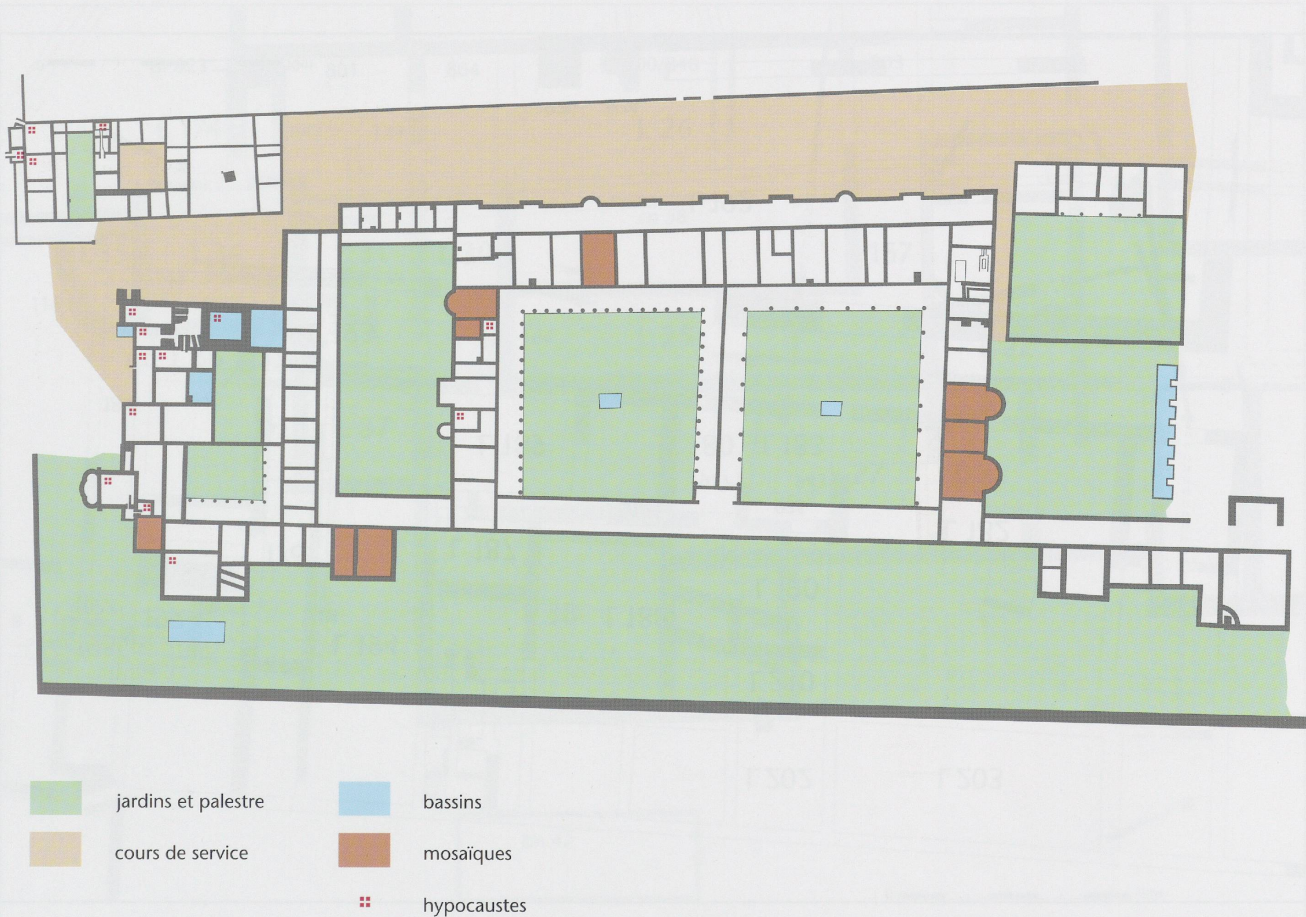 jardins et palestre
cours de service
bassins
mosaïques
hypocaustes